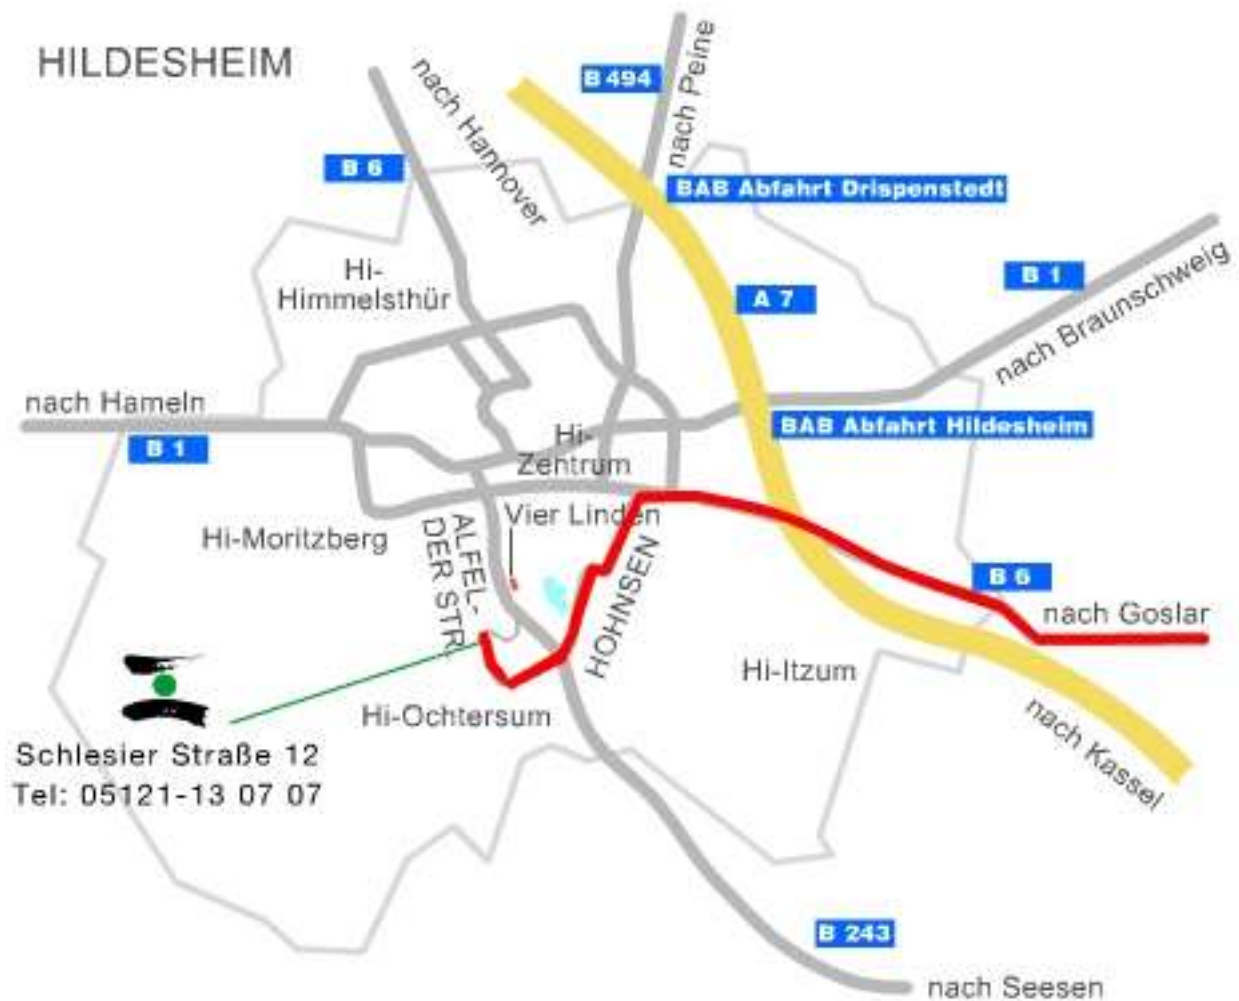 HILDESHEIM
nach Hannover
B 494
nach Peine
B 6
BAB Abfahrt Drispenstedt
B 1
nach Braunschweig
Hi-
Himmelsthür
A 7
nach Hameln
B 1
BAB Abfahrt Hildesheim
Hi-
Zentrum
Vier Linden
Hi-Moritzberg
ALFEL-
DER STR.
HOHNSEN
B 6
nach Goslar
Hi-Itzum
nach Kassel
Hi-Ochtersum
Schlesier Straße 12
Tel: 05121-13 07 07
B 243
nach Seesen